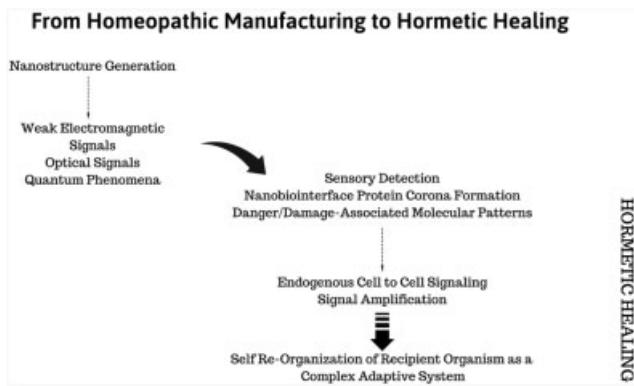 From Homeopathic Manufacturing to Hormetic Healing
Nanostructure Generation
Weak Electromagnetic
Signals
Optical Signals
Quantum Phenomena
Sensory Detection
Nanobiointerface Protein Corona Formation
Danger/Damage-Associated Molecular Patterns
Endogenous Cell to Cell Signaling
Signal Amplification
Self Re-Organization of Recipient Organism as a
Complex Adaptive System
HORMETIC HEALING